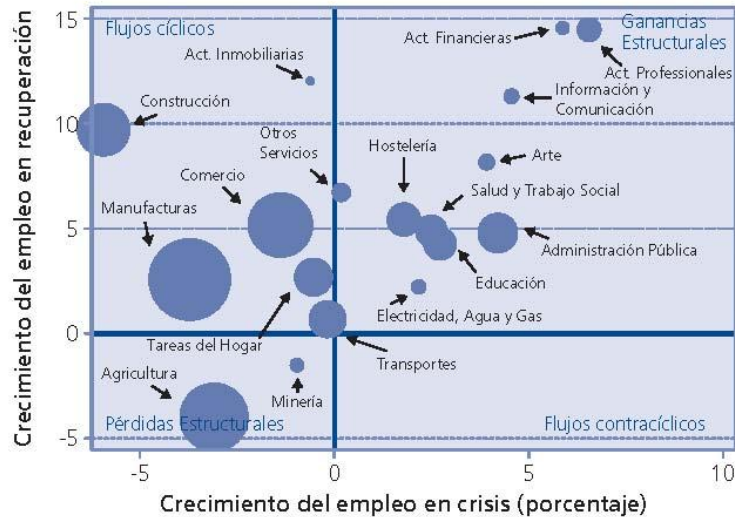 Crecimiento del empleo en recuperación
15
10
5
0
-5
Flujos cíclicos
Ganancias
Estructurales
Act. Financieras
Act. Professionales
Act. Inmobiliarias
Información y
Comunicación
Construcción
Otros
Servicios
Hostelería
Arte
Comercio
Salud y Trabajo Social
Manufacturas
Administración Pública
Educación
Electricidad, Agua y Gas
Tareas del Hogar
Transportes
Agricultura
Minería
Pérdidas Estructurales
Flujos contracíclicos
-5
0
5
10
Crecimiento del empleo en crisis (porcentaje)